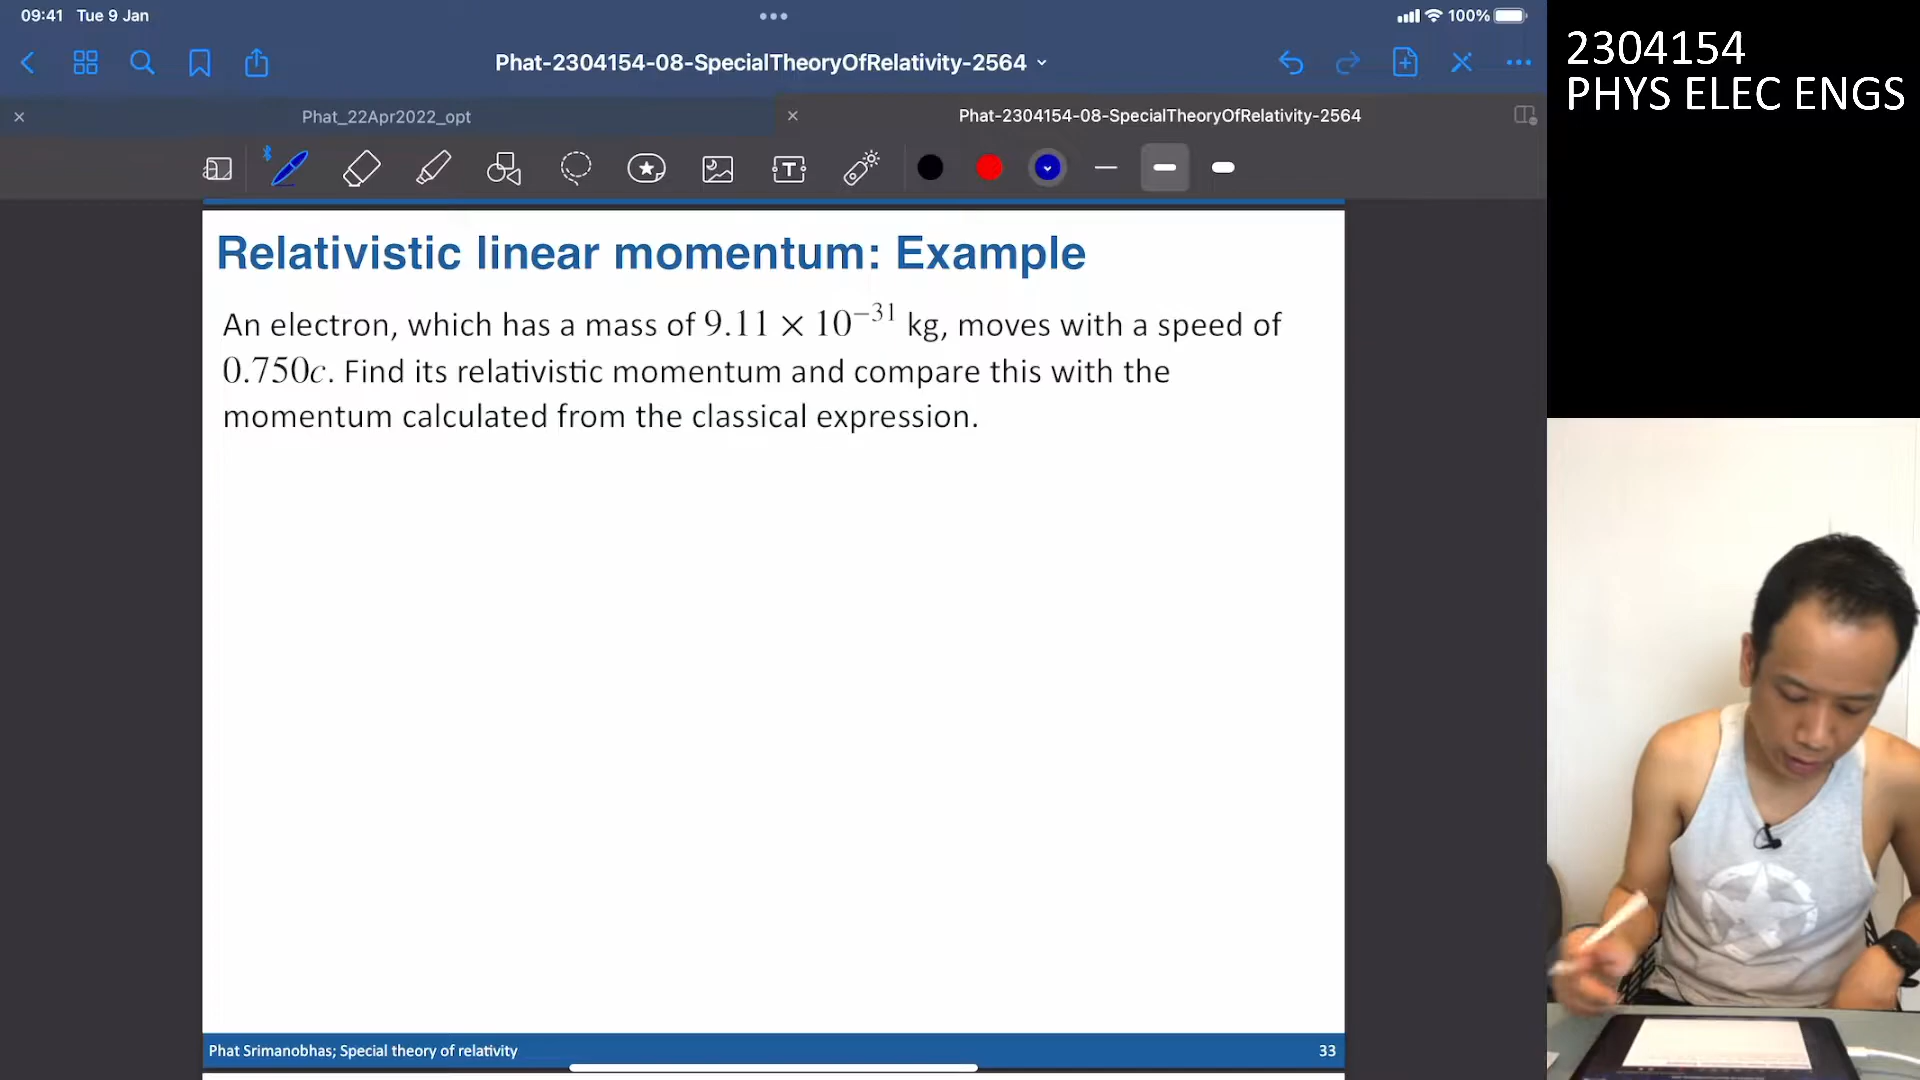 09:41 Tue 9 Jan
100%
Phat-2304154-08-SpecialTheoryOfRelativity-2564
Phat_22Apr2022_opt
Phat-2304154-08-SpecialTheoryOfRelativity-2564
T
2304154
PHYS ELEC ENGS
Relativistic linear momentum: Example
An electron, which has a mass of 9.11 × 10⁻³¹ kg, moves with a speed of
0.750c. Find its relativistic momentum and compare this with the
momentum calculated from the classical expression.
Phat Srimanobhas; Special theory of relativity
33